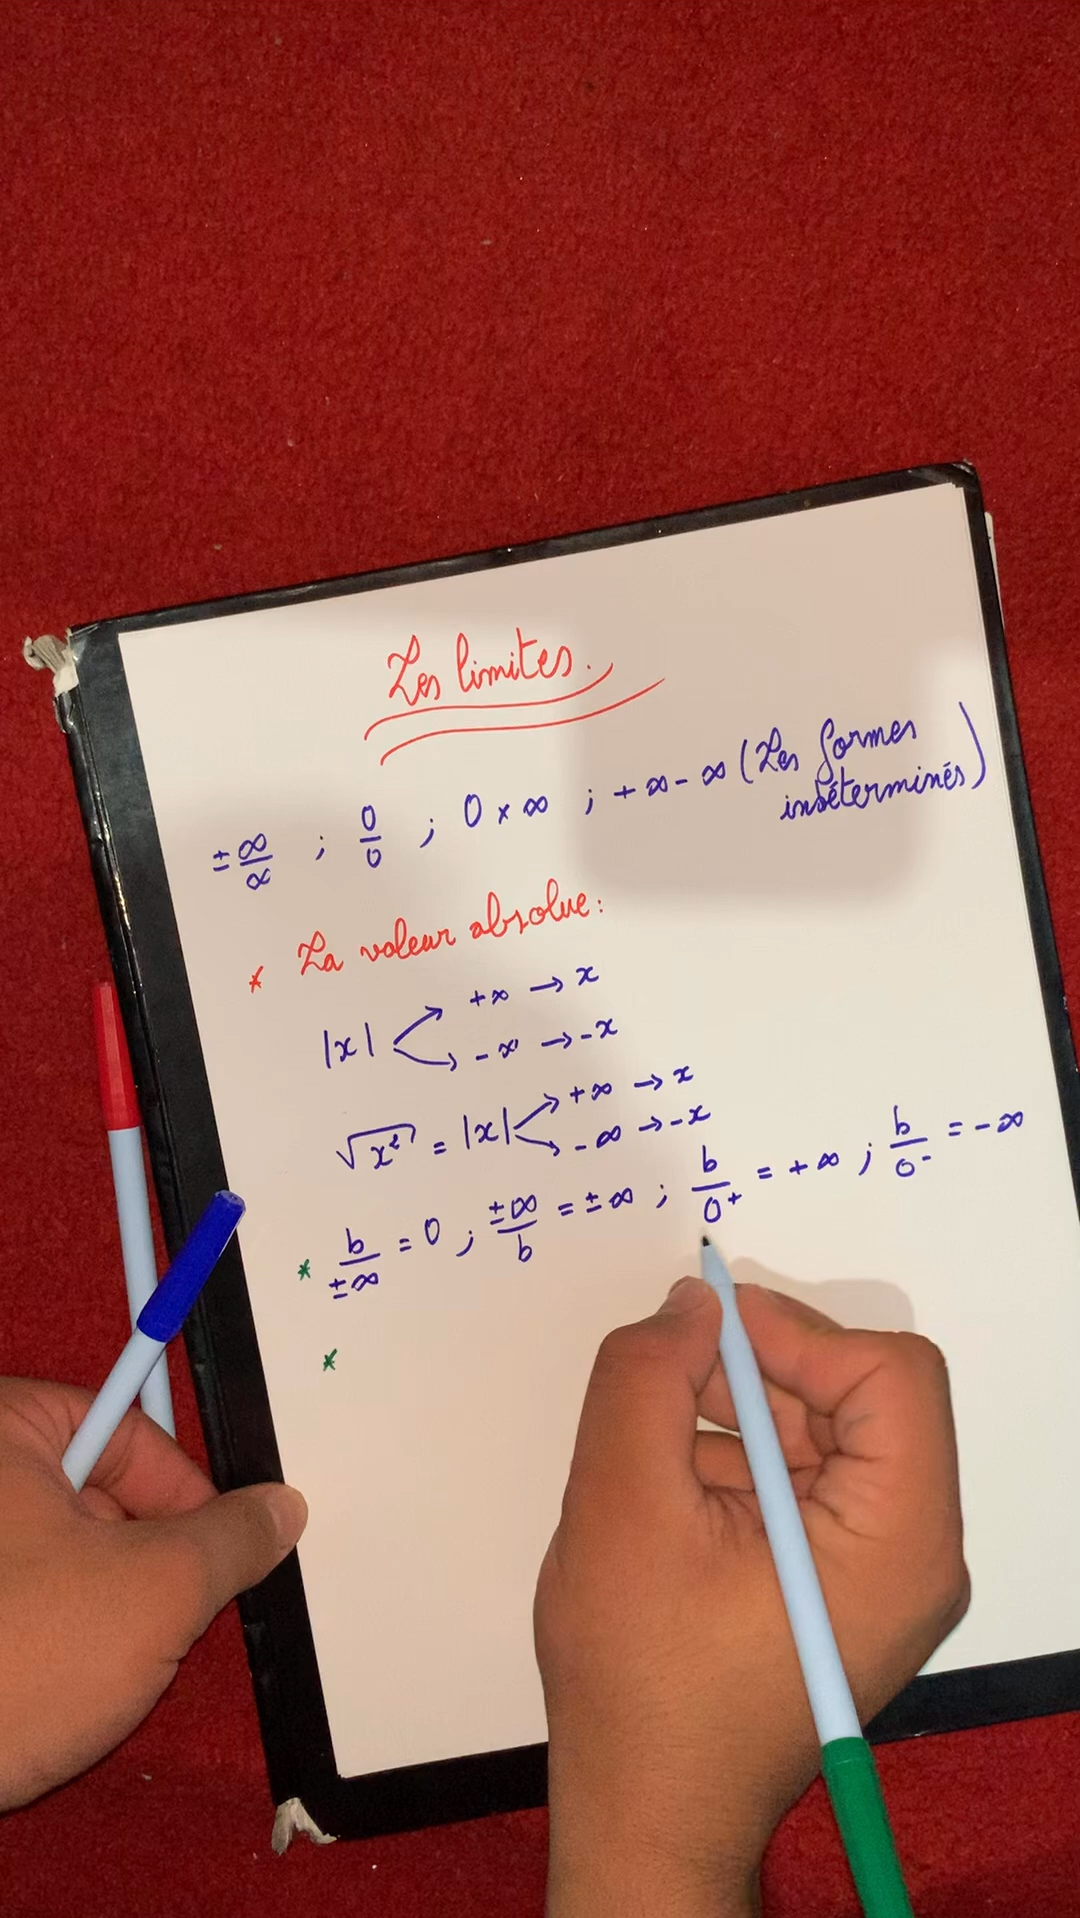 Les limites.
± ∞/∞ ; 0/0 ; 0 × ∞ ; + ∞ - ∞ (Les formes
indéterminés)
* La valeur absolue:
|x| ↗ +∞ → x
↘ - ∞ → -x
√x² = |x| ↗ +∞ → x
↘ - ∞ → -x
* b/±∞ = 0 ; ±∞/b = ± ∞ ; b/0⁺ = + ∞ ; b/0⁻ = - ∞
*